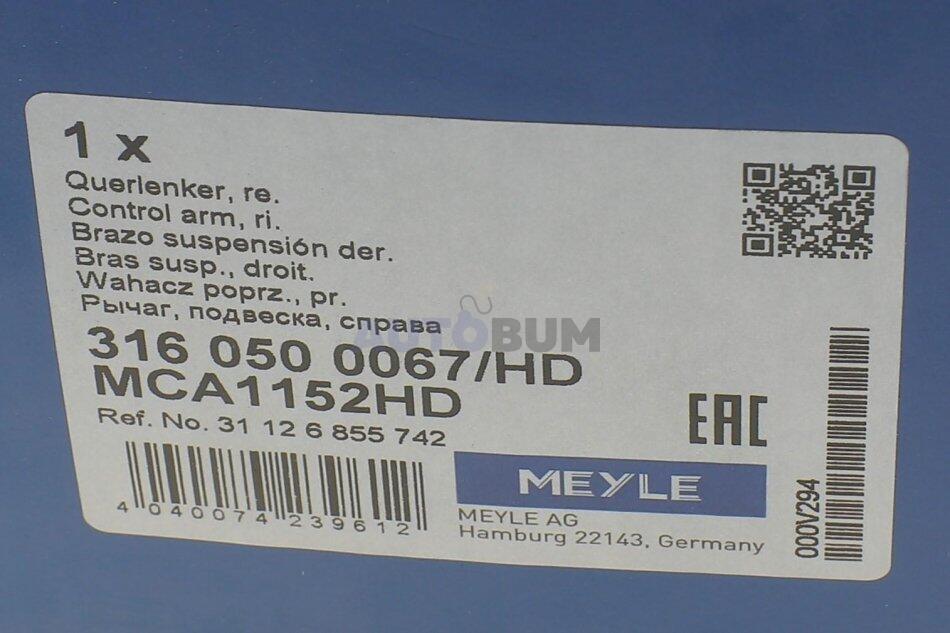 1 x
Querlenker, re.
Control arm, ri.
Brazo suspensión der.
Bras susp., droit.
Wahacz poprz., pr.
Рычаг, подвеска, справа
AUTOBUM
316 050 0067/HD
MCA1152HD
Ref. No. 31 12 6 855 742
EAC
4 040074 239612
MEYLE
MEYLE AG
Hamburg 22143, Germany
000V294